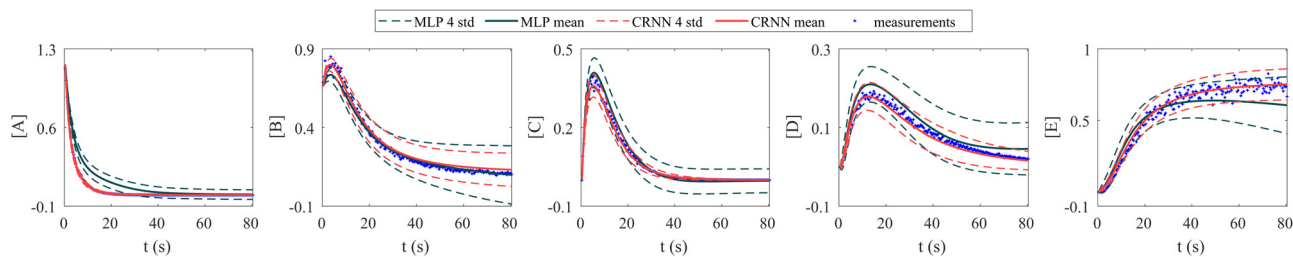 MLP 4 std MLP mean CRNN 4 std CRNN mean measurements
[A]
1.3
0.6
-0.1
0 20 40 60 80
t (s)
[B]
0.9
0.4
-0.1
0 20 40 60 80
t (s)
[C]
0.5
0.2
-0.1
0 20 40 60 80
t (s)
[D]
0.3
0.1
-0.1
0 20 40 60 80
t (s)
[E]
1
0.5
-0.1
0 20 40 60 80
t (s)